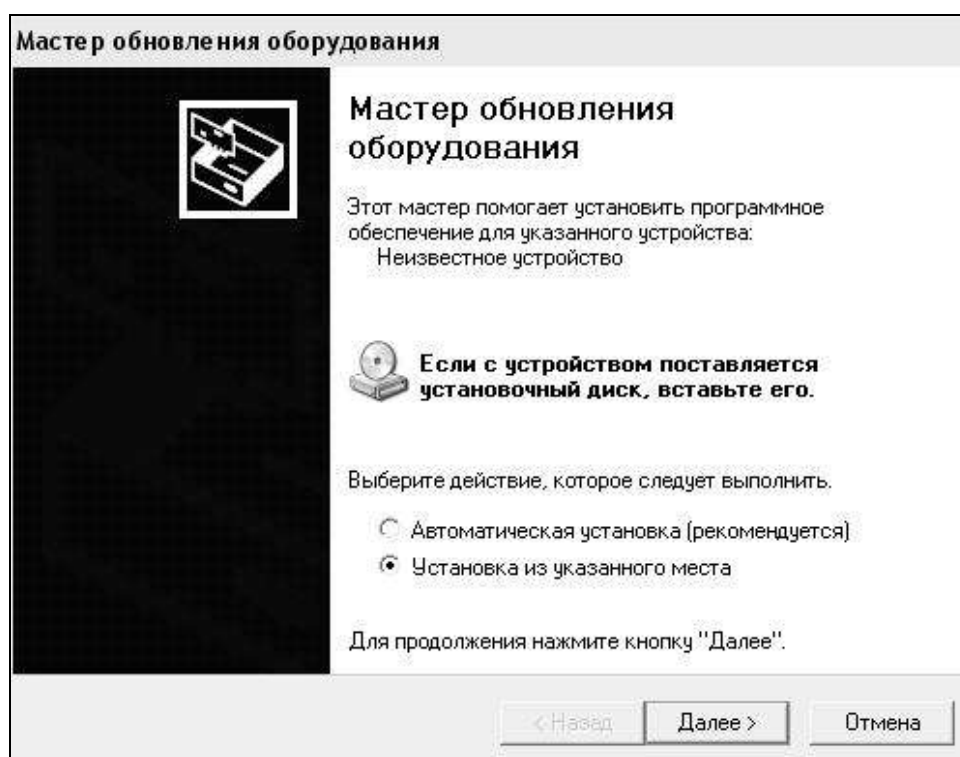 Мастер обновления оборудования
Мастер обновления
оборудования
Этот мастер помогает установить программное
обеспечение для указанного устройства:
Неизвестное устройство
Если с устройством поставляется
установочный диск, вставьте его.
Выберите действие, которое следует выполнить.
Автоматическая установка (рекомендуется)
Установка из указанного места
Для продолжения нажмите кнопку "Далее".
< Назад Далее > Отмена